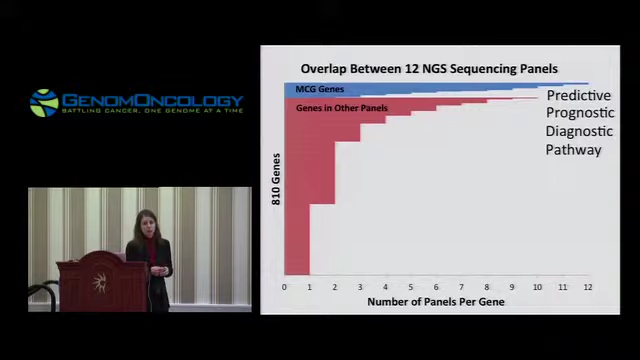 GENOMONCOLOGY
BATTLING CANCER, ONE GENOME AT A TIME
Overlap Between 12 NGS Sequencing Panels
MCG Genes
Genes in Other Panels
Predictive
Prognostic
Diagnostic
Pathway
810 Genes
0 1 2 3 4 5 6 7 8 9 10 11 12
Number of Panels Per Gene